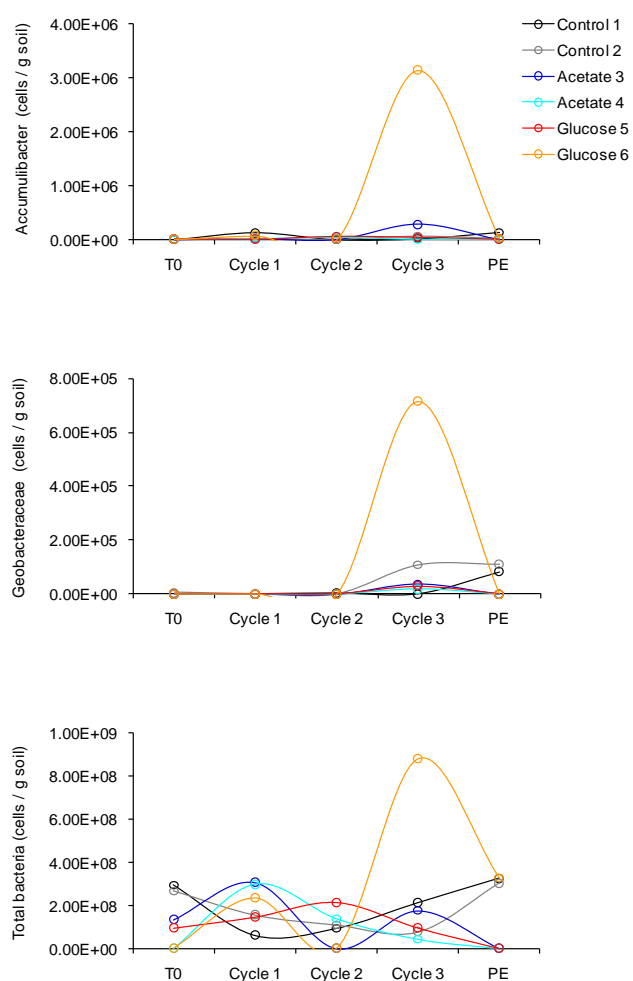 Accumulibacter (cells / g soil)
4.00E+06
3.00E+06
2.00E+06
1.00E+06
0.00E+00
T0 Cycle 1 Cycle 2 Cycle 3 PE
Control 1
Control 2
Acetate 3
Acetate 4
Glucose 5
Glucose 6
Geobacteraceae (cells / g soil)
8.00E+05
6.00E+05
4.00E+05
2.00E+05
0.00E+00
T0 Cycle 1 Cycle 2 Cycle 3 PE
Total bacteria (cells / g soil)
1.00E+09
8.00E+08
6.00E+08
4.00E+08
2.00E+08
0.00E+00
T0 Cycle 1 Cycle 2 Cycle 3 PE